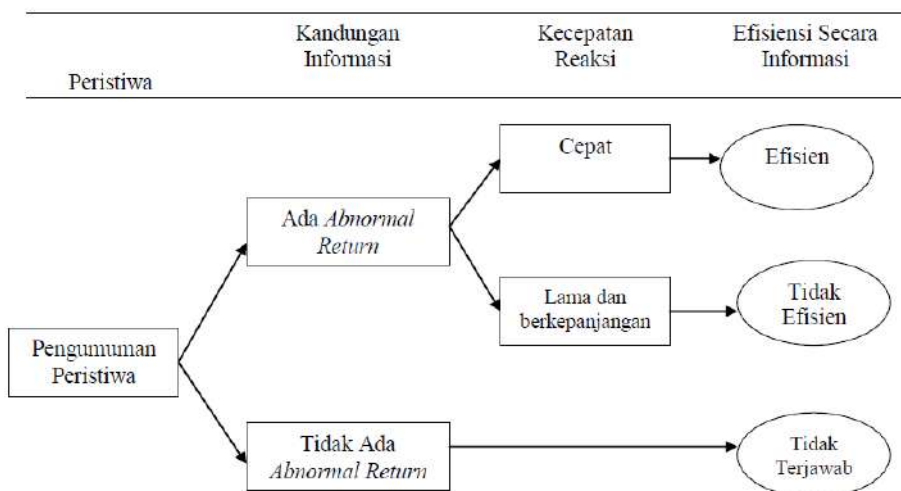 Kandungan
Informasi
Kecepatan
Reaksi
Efisiensi Secara
Informasi
Peristiwa
Cepat
Efisien
Ada Abnormal
Return
Lama dan
berkepanjangan
Tidak
Efisien
Pengumuman
Peristiwa
Tidak Ada
Abnormal Return
Tidak
Terjawab